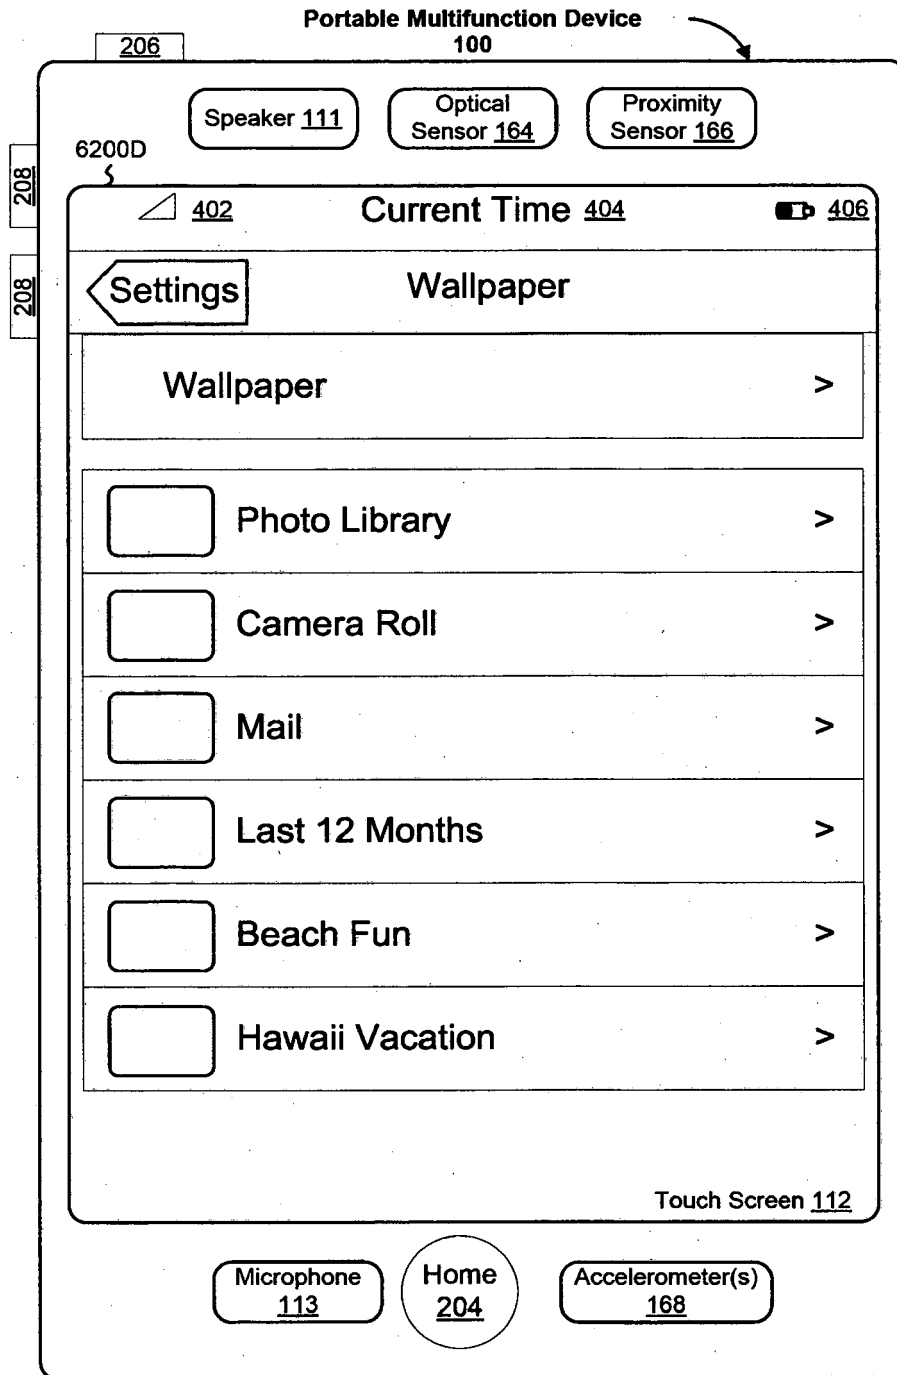 Portable Multifunction Device
100
206
Speaker 111
Optical
Sensor 164
Proximity
Sensor 166
6200D
208
208
402
Current Time 404
406
Settings
Wallpaper
Wallpaper >
Photo Library >
Camera Roll >
Mail >
Last 12 Months >
Beach Fun >
Hawaii Vacation >
Touch Screen 112
Microphone
113
Home
204
Accelerometer(s)
168